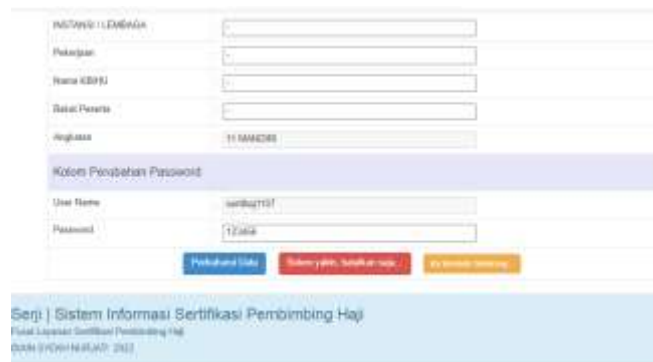 INSTANSI / LEMBAGA -
Pekerjaan -
Nama KBIHU -
Bakat Peserta -
Angkatan 11 MANDIRI
Kolom Perubahan Password
User Name
Password 123456
Perbaharui Data
Serji | Sistem Informasi Sertifikasi Pembimbing Haji
Pusat Layanan Sertifikasi Pembimbing Haji